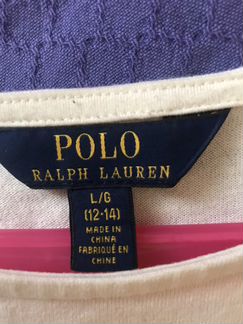 POLO
RALPH LAUREN
L/G
(12-14)
MADE IN
CHINA
FABRIQUÉ EN
CHINE